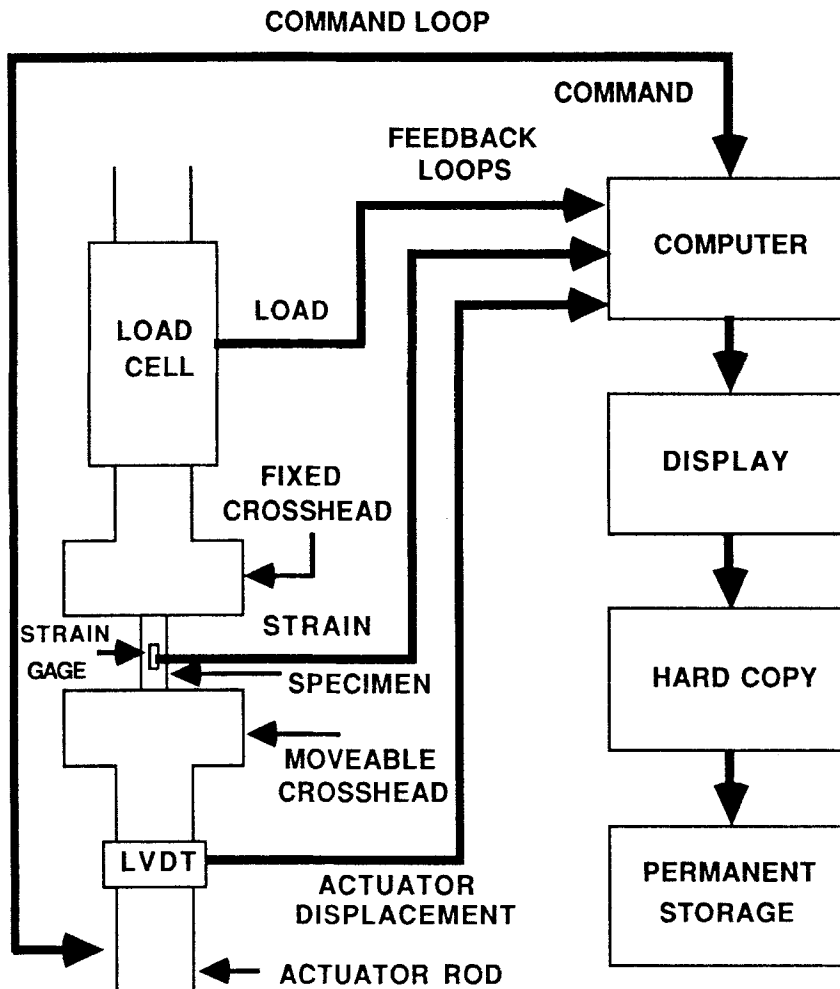 COMMAND LOOP
COMMAND
FEEDBACK
LOOPS
COMPUTER
LOAD
LOAD
CELL
DISPLAY
FIXED
CROSSHEAD
STRAIN
STRAIN
GAGE
SPECIMEN
HARD COPY
MOVEABLE
CROSSHEAD
LVDT
ACTUATOR
DISPLACEMENT
PERMANENT
STORAGE
ACTUATOR ROD